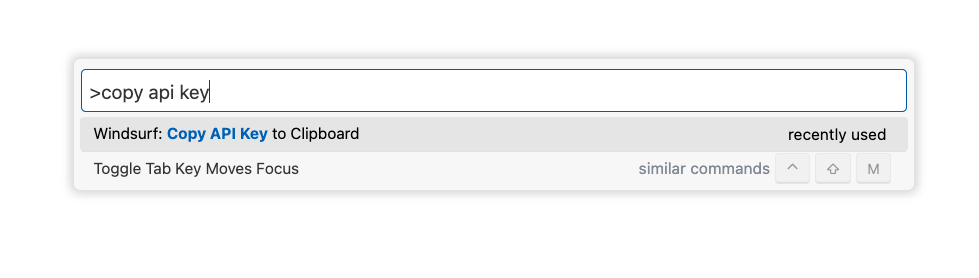 >copy api key
Windsurf: Copy API Key to Clipboard recently used
Toggle Tab Key Moves Focus similar commands ^ ⇧ M